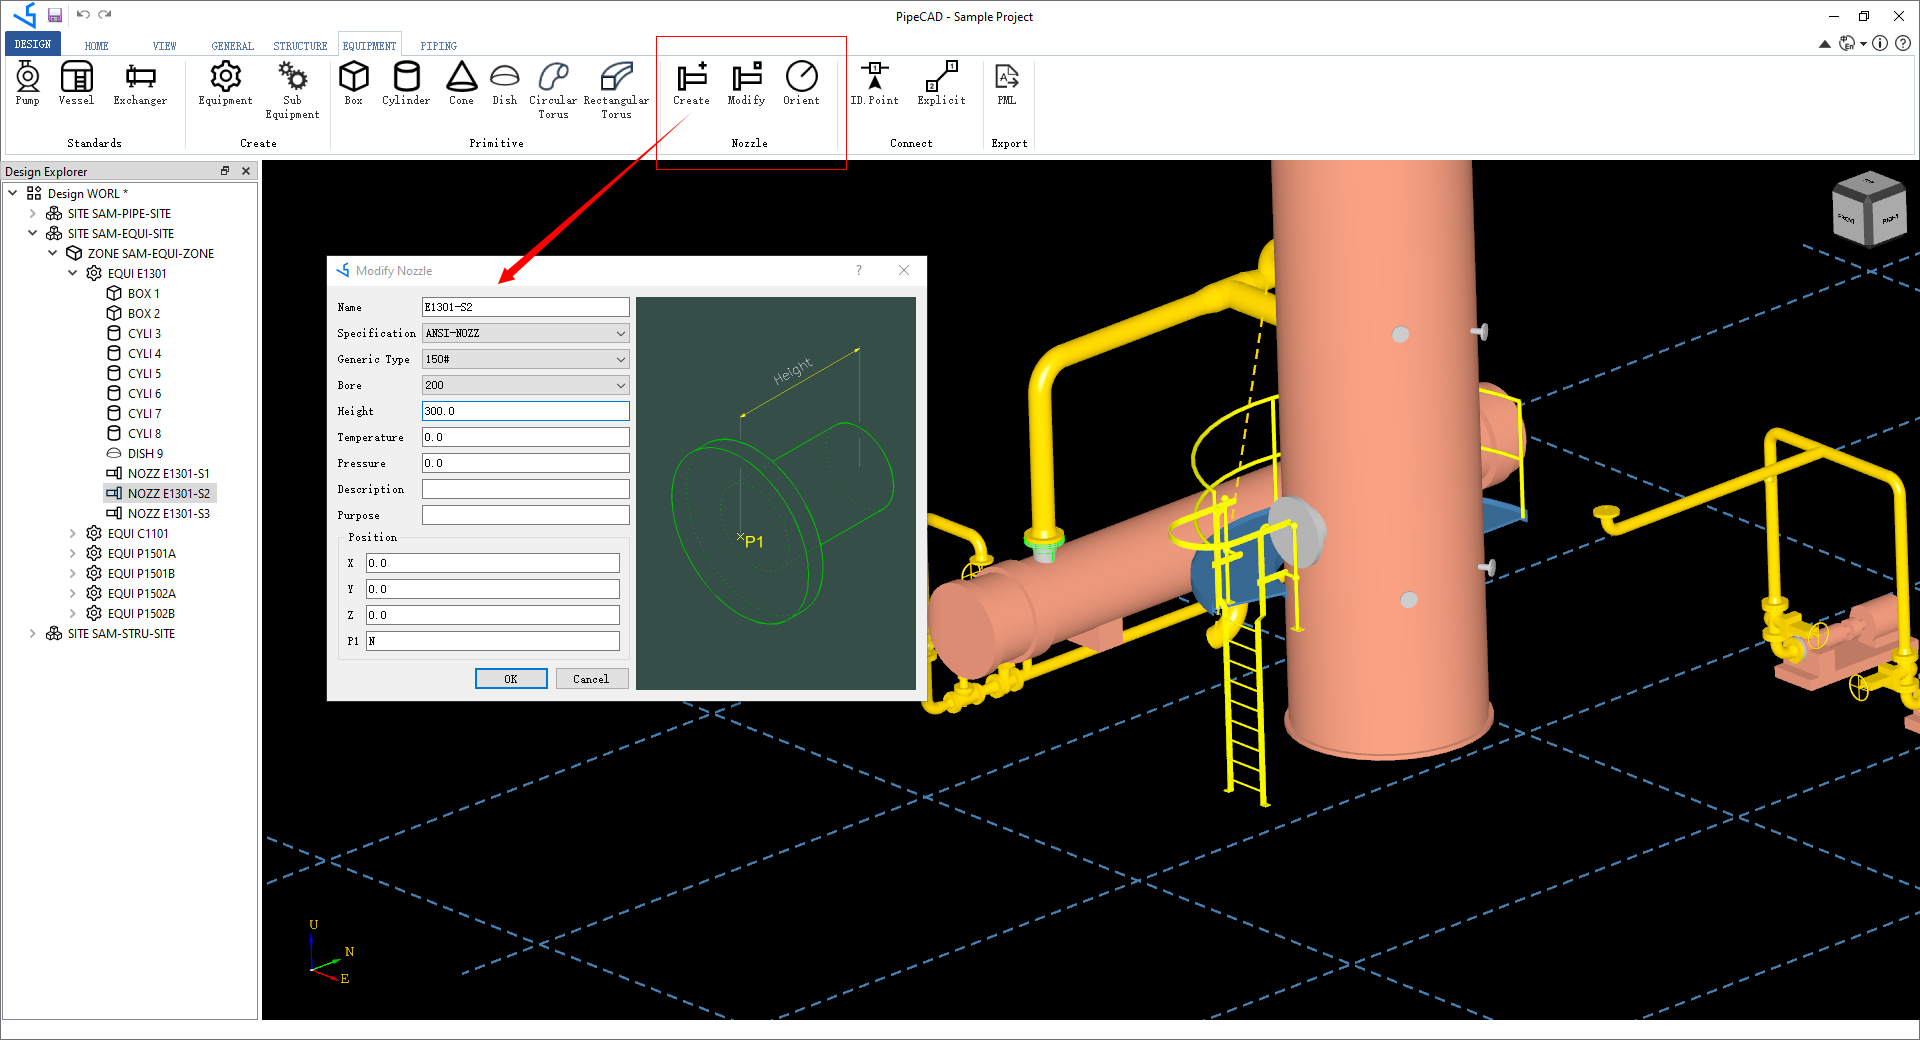 PipeCAD - Sample Project
DESIGN HOME VIEW GENERAL STRUCTURE EQUIPMENT PIPING
Pump Vessel Exchanger Equipment Sub Equipment Box Cylinder Cone Dish Circular Torus Rectangular Torus Create Modify Orient ID.Point Explicit PML
Standards Create Primitive Nozzle Connect Export
Design Explorer
Design WORL *
SITE SAM-PIPE-SITE
SITE SAM-EQUI-SITE
ZONE SAM-EQUI-ZONE
EQUI E1301
BOX 1
BOX 2
CYLI 3
CYLI 4
CYLI 5
CYLI 6
CYLI 7
CYLI 8
DISH 9
NOZZ E1301-S1
NOZZ E1301-S2
NOZZ E1301-S3
EQUI C1101
EQUI P1501A
EQUI P1501B
EQUI P1502A
EQUI P1502B
SITE SAM-STRU-SITE
Modify Nozzle
Name E1301-S2
Specification ANSI-NOZZ
Generic Type 150#
Bore 200
Height 300.0
Temperature 0.0
Pressure 0.0
Description
Purpose
Position
X 0.0
Y 0.0
Z 0.0
P1 N
OK Cancel
Height
P1
TOP
FRONT RIGHT
U
N
E